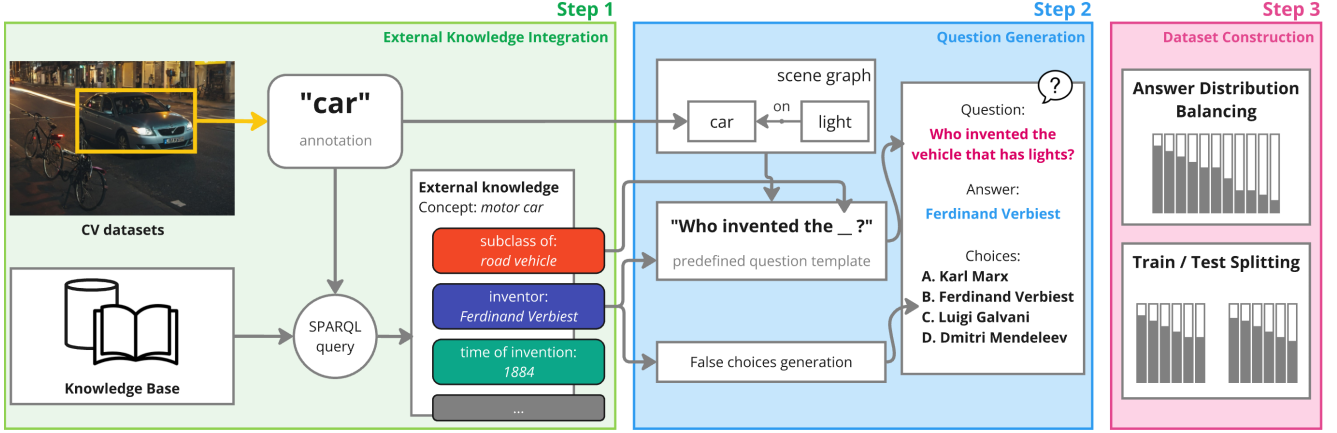 Step 1
External Knowledge Integration
"car"
annotation
CV datasets
Knowledge Base
SPARQL
query
External knowledge
Concept: motor car
subclass of:
road vehicle
inventor:
Ferdinand Verbiest
time of invention:
1884
...
Step 2
Question Generation
scene graph
car
on
light
"Who invented the __ ?"
predefined question template
False choices generation
?
Question:
Who invented the
vehicle that has lights?
Answer:
Ferdinand Verbiest
Choices:
A. Karl Marx
B. Ferdinand Verbiest
C. Luigi Galvani
D. Dmitri Mendeleev
Step 3
Dataset Construction
Answer Distribution
Balancing
Train / Test Splitting